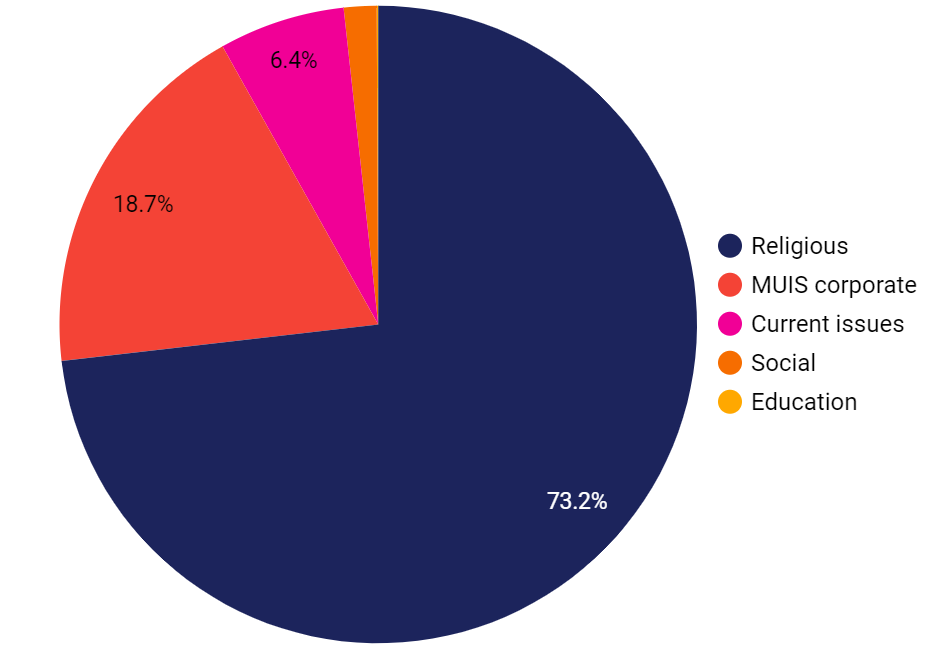 6.4%
18.7%
73.2%
Religious
MUIS corporate
Current issues
Social
Education